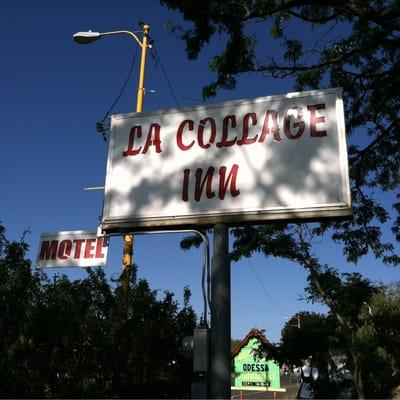 LA COLLAGE
INN
MOTEL
ODESSA